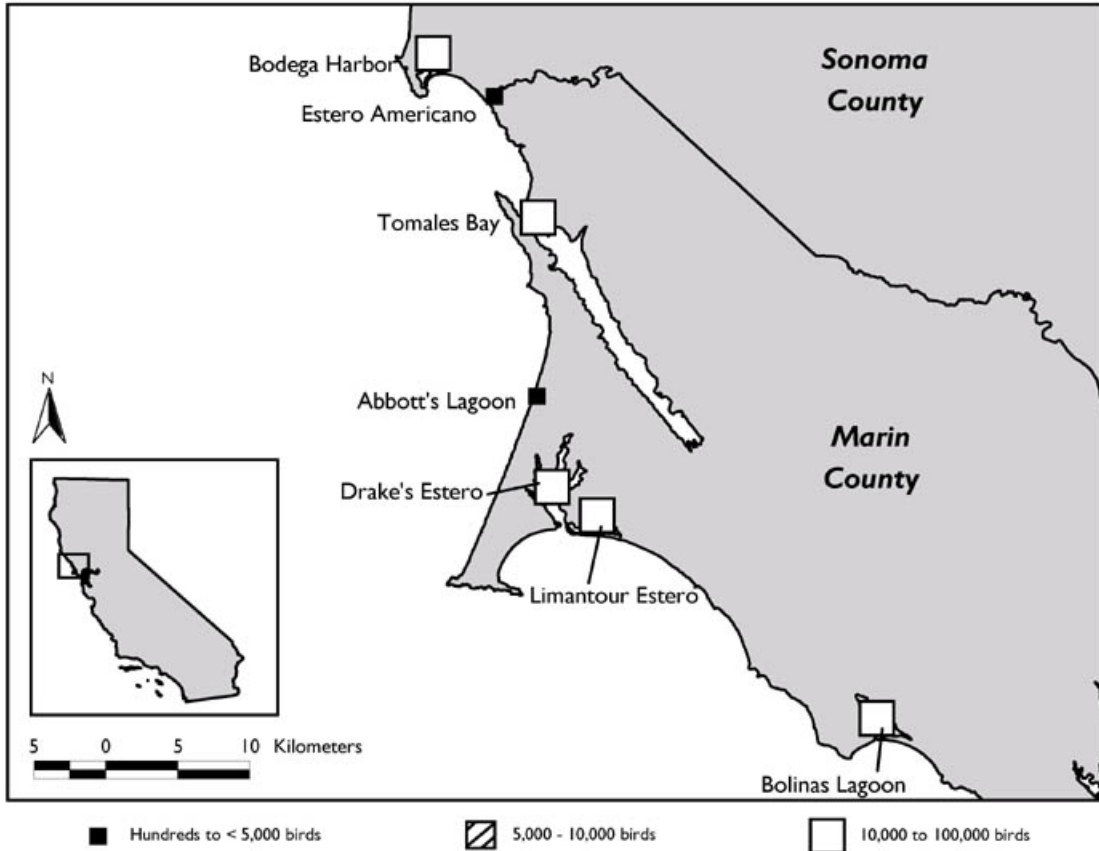 Sonoma
County
Bodega Harbor
Estero Americano
Tomales Bay
N
Abbott's Lagoon
Marin
County
Drake's Estero
Limantour Estero
5 0 5 10 Kilometers
Bolinas Lagoon
Hundreds to < 5,000 birds 5,000 - 10,000 birds 10,000 to 100,000 birds